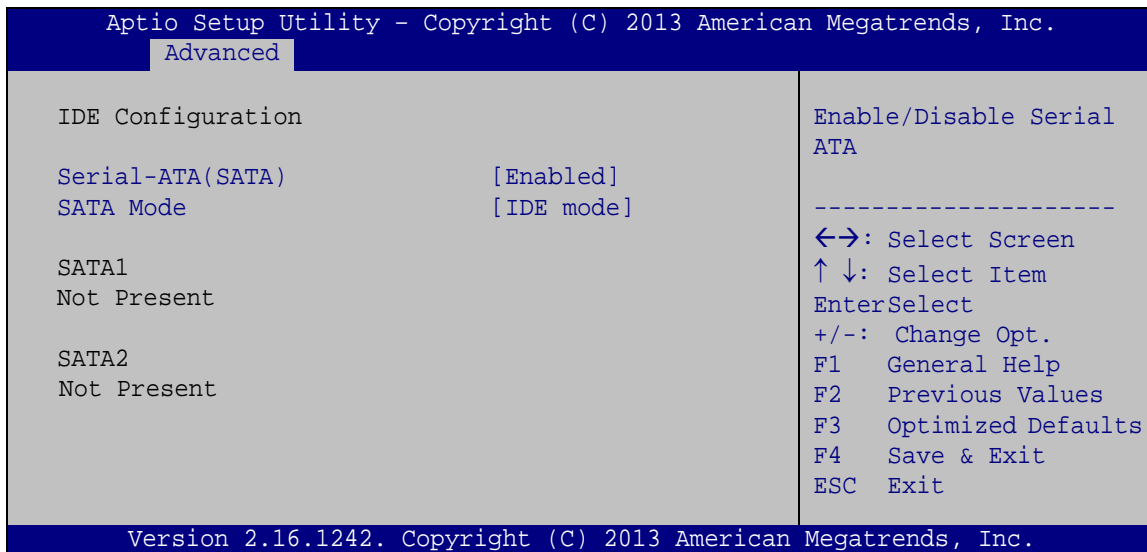 Aptio Setup Utility – Copyright (C) 2013 American Megatrends, Inc.
Advanced
IDE Configuration
Serial-ATA(SATA) [Enabled]
SATA Mode [IDE mode]
SATA1
Not Present
SATA2
Not Present
Enable/Disable Serial
ATA
---------------------
←→: Select Screen
↑ ↓: Select Item
EnterSelect
+/-: Change Opt.
F1 General Help
F2 Previous Values
F3 Optimized Defaults
F4 Save & Exit
ESC Exit
Version 2.16.1242. Copyright (C) 2013 American Megatrends, Inc.